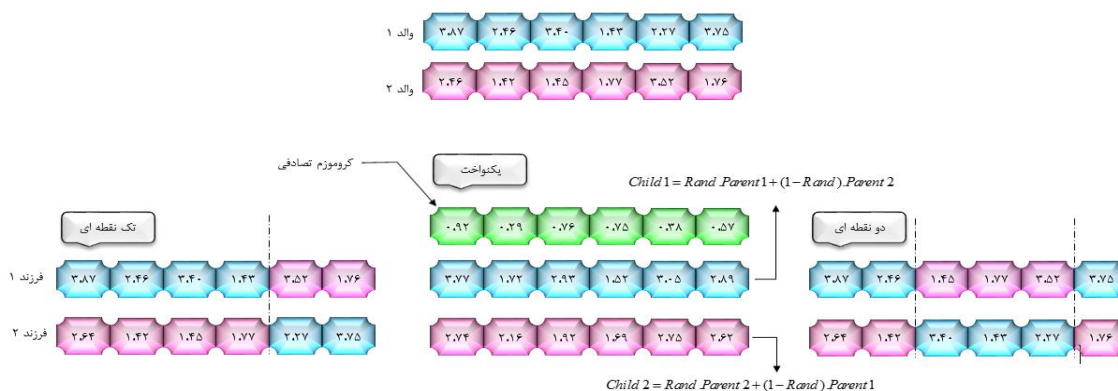 والد ۱
۳.۸۷ ۲.۴۶ ۳.۴۰ ۱.۴۳ ۲.۲۷ ۳.۷۵
والد ۲
۲.۴۶ ۱.۴۲ ۱.۴۵ ۱.۷۷ ۳.۵۲ ۱.۷۶
کروموزم تصادفی
یکنواخت
Child 1 = Rand.Parent 1 + (1 − Rand).Parent 2
۰.۹۲ ۰.۲۹ ۰.۷۶ ۰.۷۵ ۰.۳۸ ۰.۵۷
۳.۷۷ ۱.۷۲ ۲.۹۳ ۱.۵۲ ۳.۰۵ ۲.۸۹
۲.۷۴ ۲.۱۶ ۱.۹۲ ۱.۶۹ ۲.۷۵ ۲.۶۲
Child 2 = Rand.Parent 2 + (1 − Rand).Parent 1
تک نقطه ای
فرزند ۱
۳.۸۷ ۲.۴۶ ۳.۴۰ ۱.۴۳ ۳.۵۲ ۱.۷۶
فرزند ۲
۲.۶۴ ۱.۴۲ ۱.۴۵ ۱.۷۷ ۲.۲۷ ۳.۷۵
دو نقطه ای
۳.۸۷ ۲.۴۶ ۱.۴۵ ۱.۷۷ ۳.۵۲ ۳.۷۵
۲.۶۴ ۱.۴۲ ۳.۴۰ ۱.۴۳ ۲.۲۷ ۱.۷۶